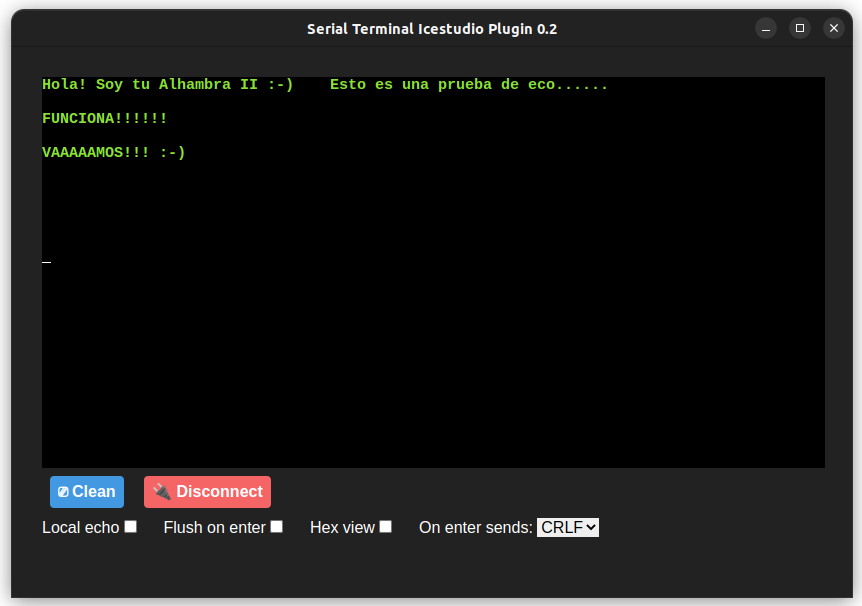 Serial Terminal Icestudio Plugin 0.2
Hola! Soy tu Alhambra II :-)    Esto es una prueba de eco......
FUNCIONA!!!!!!
VAAAAAMOS!!! :-)
Clean Disconnect
Local echo Flush on enter Hex view On enter sends: CRLF